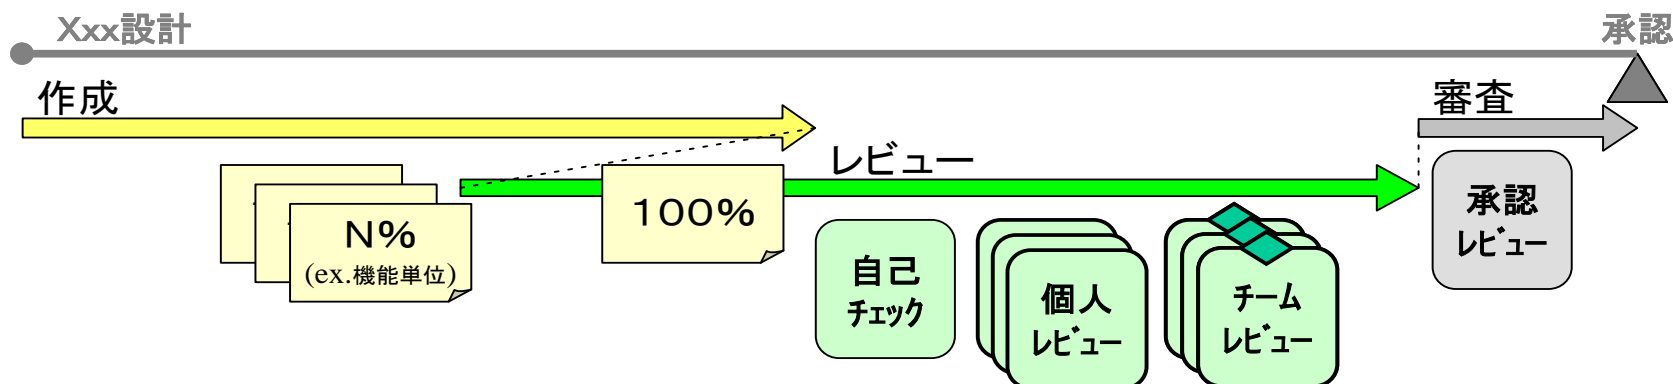 Xxx設計
承認
作成
審査
レビュー
N%
(ex.機能単位)
100%
自己
チェック
個人
レビュー
チーム
レビュー
承認
レビュー